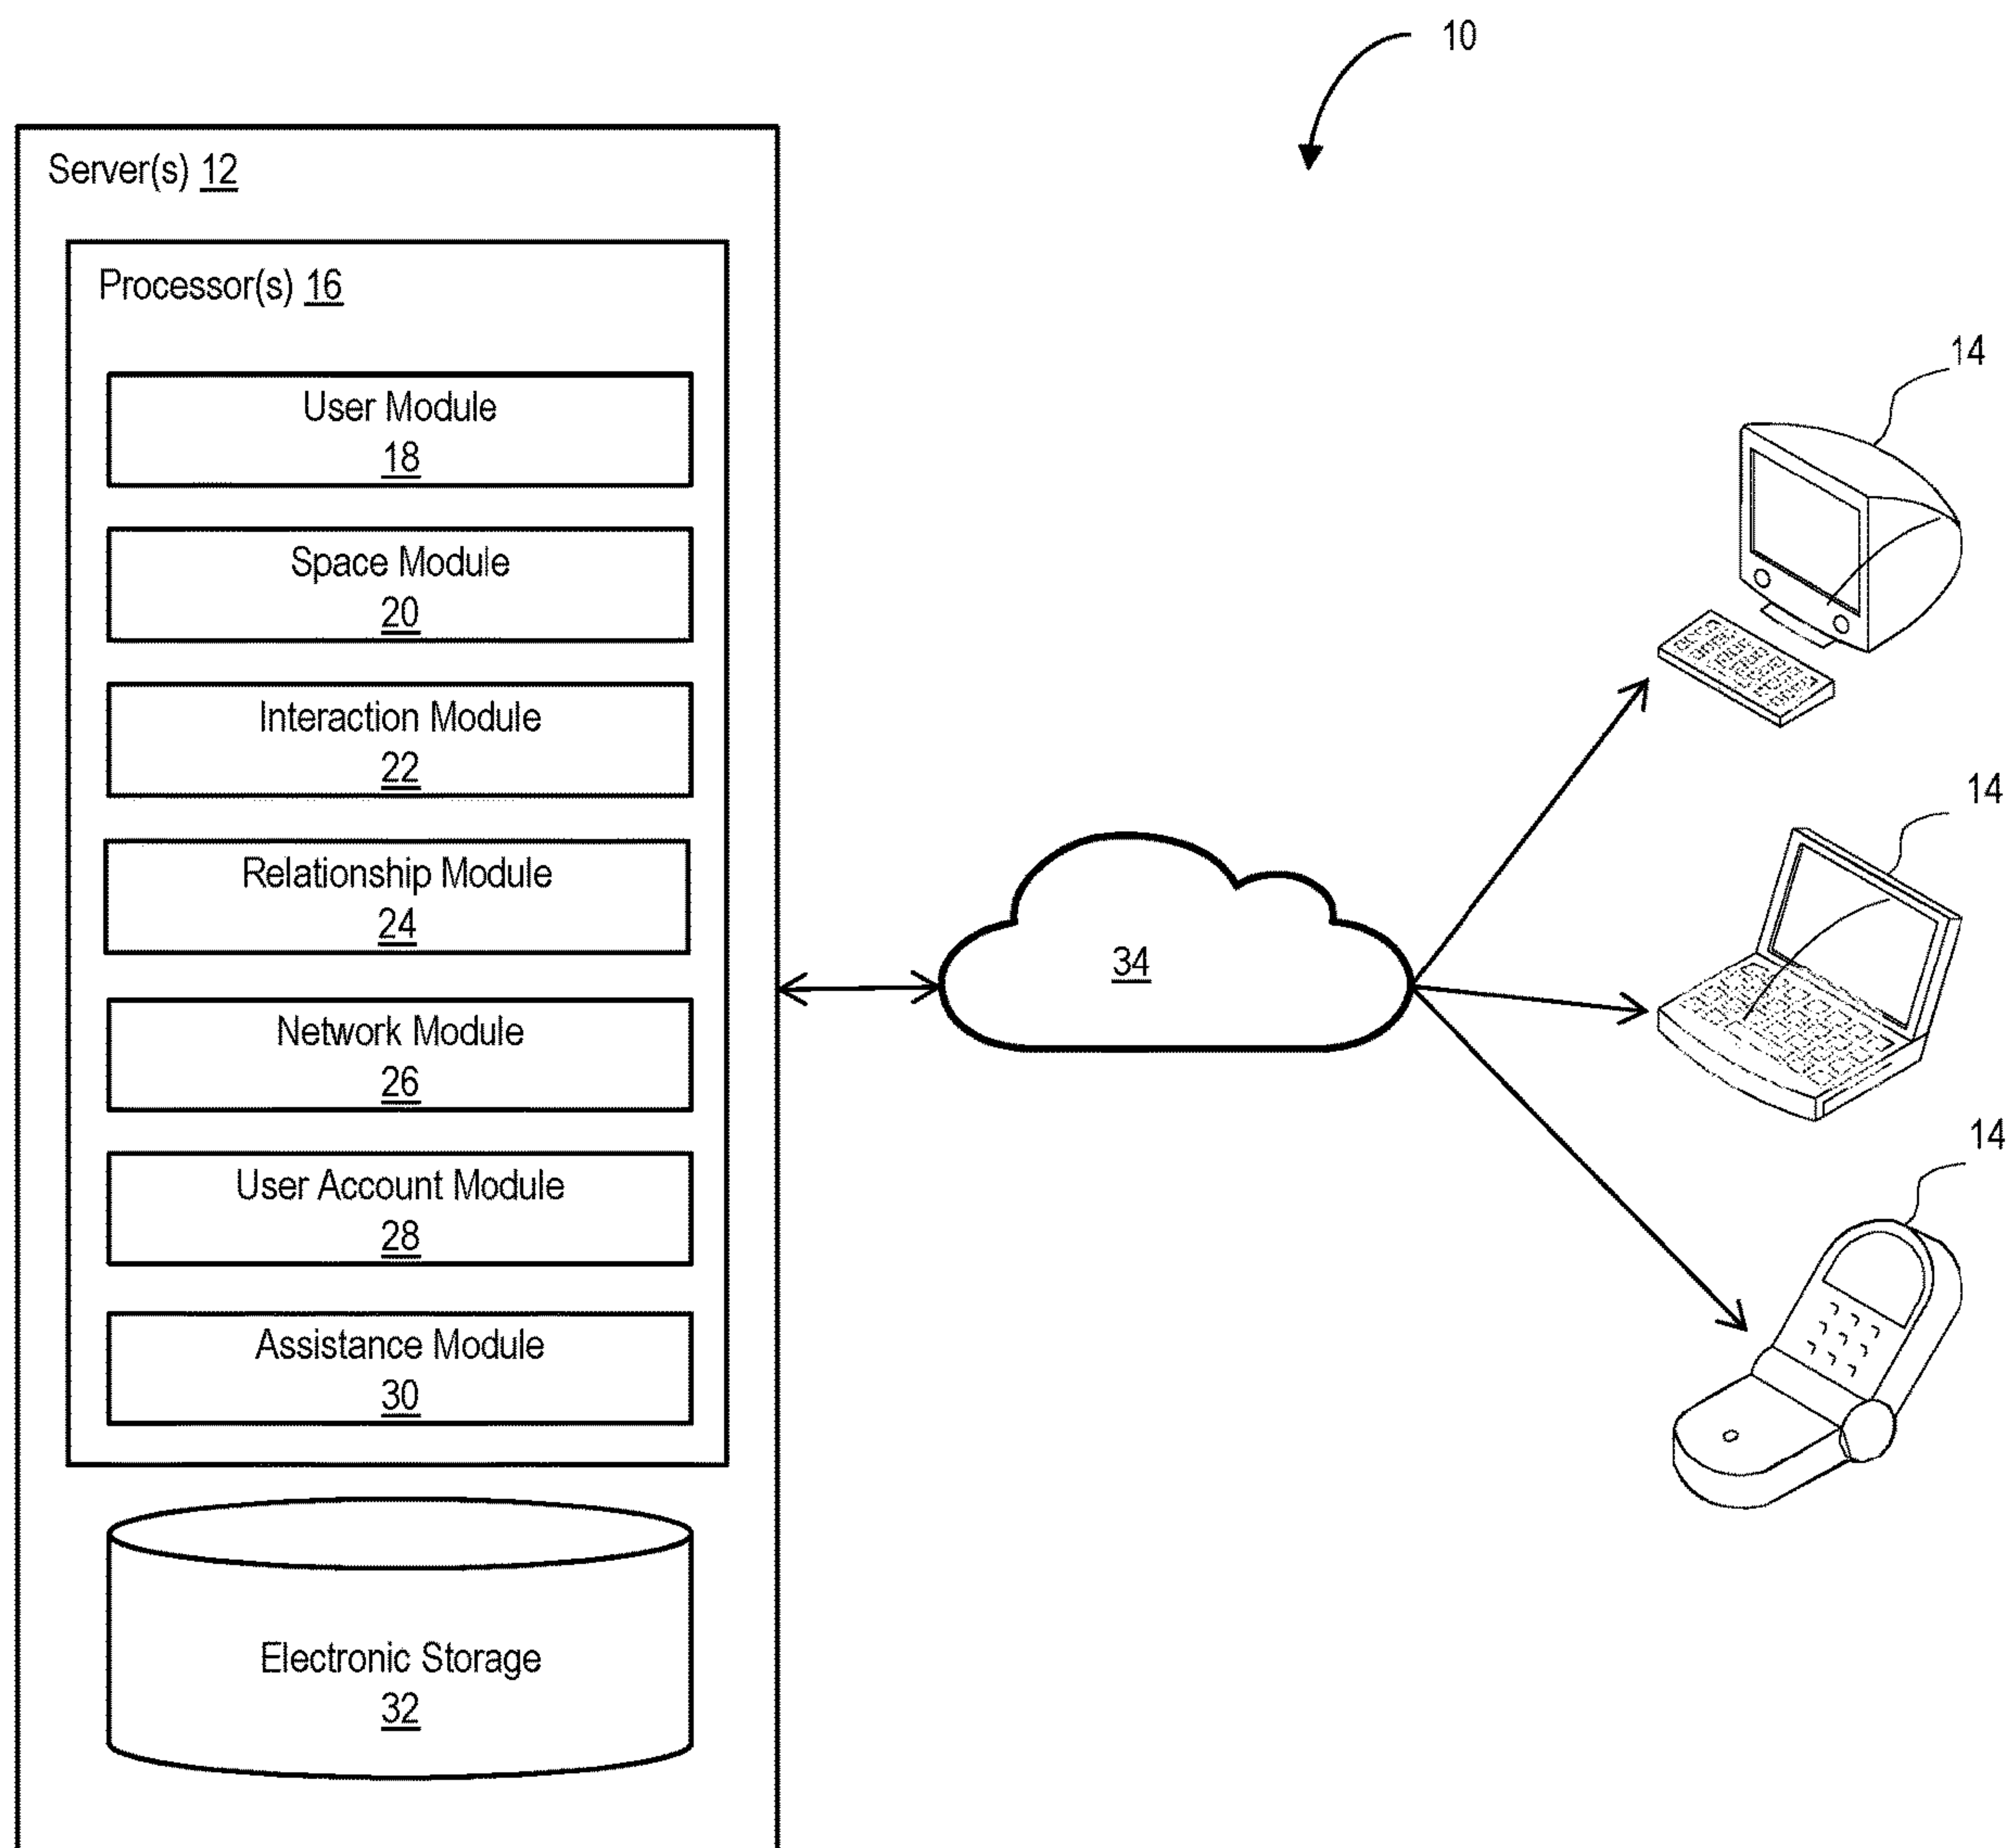 10
Server(s) 12
Processor(s) 16
User Module
18
Space Module
20
Interaction Module
22
Relationship Module
24
Network Module
26
User Account Module
28
Assistance Module
30
Electronic Storage
32
34
14
14
14